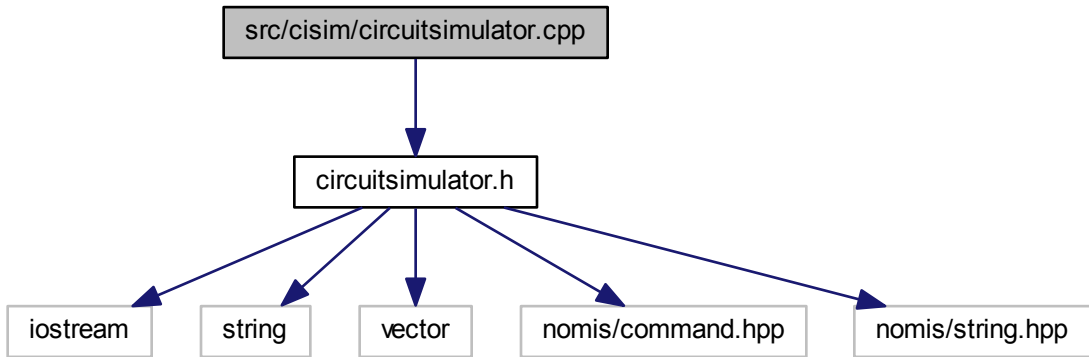 src/cisim/circuitsimulator.cpp
circuitsimulator.h
iostream
string
vector
nomis/command.hpp
nomis/string.hpp